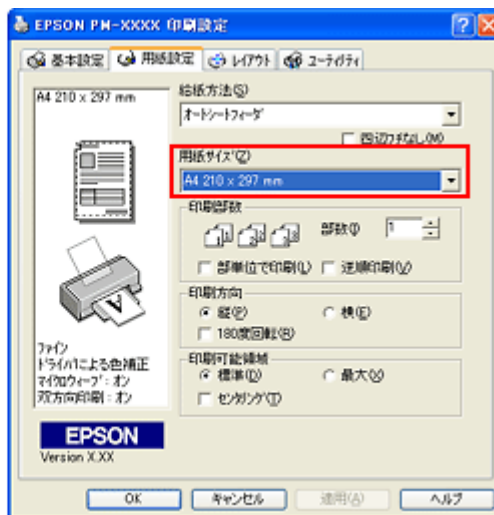 EPSON PM-XXXX 印刷設定
基本設定 用紙設定 レイアウト ユーティリティ
A4 210 x 297 mm
給紙方法(S)
オートシートフィーダ
四辺フチなし(M)
用紙サイズ(Z)
A4 210 x 297 mm
印刷部数
部数(I) 1
部単位で印刷(L) 逆順印刷(V)
印刷方向
縦(P) 横(E)
180度回転(R)
印刷可能領域
標準(D) 最大(X)
センタリング(T)
ファイン
ドライバによる色補正
マイクロウィーブ：オン
双方向印刷：オン
EPSON
Version X.XX
OK キャンセル 適用(A) ヘルプ